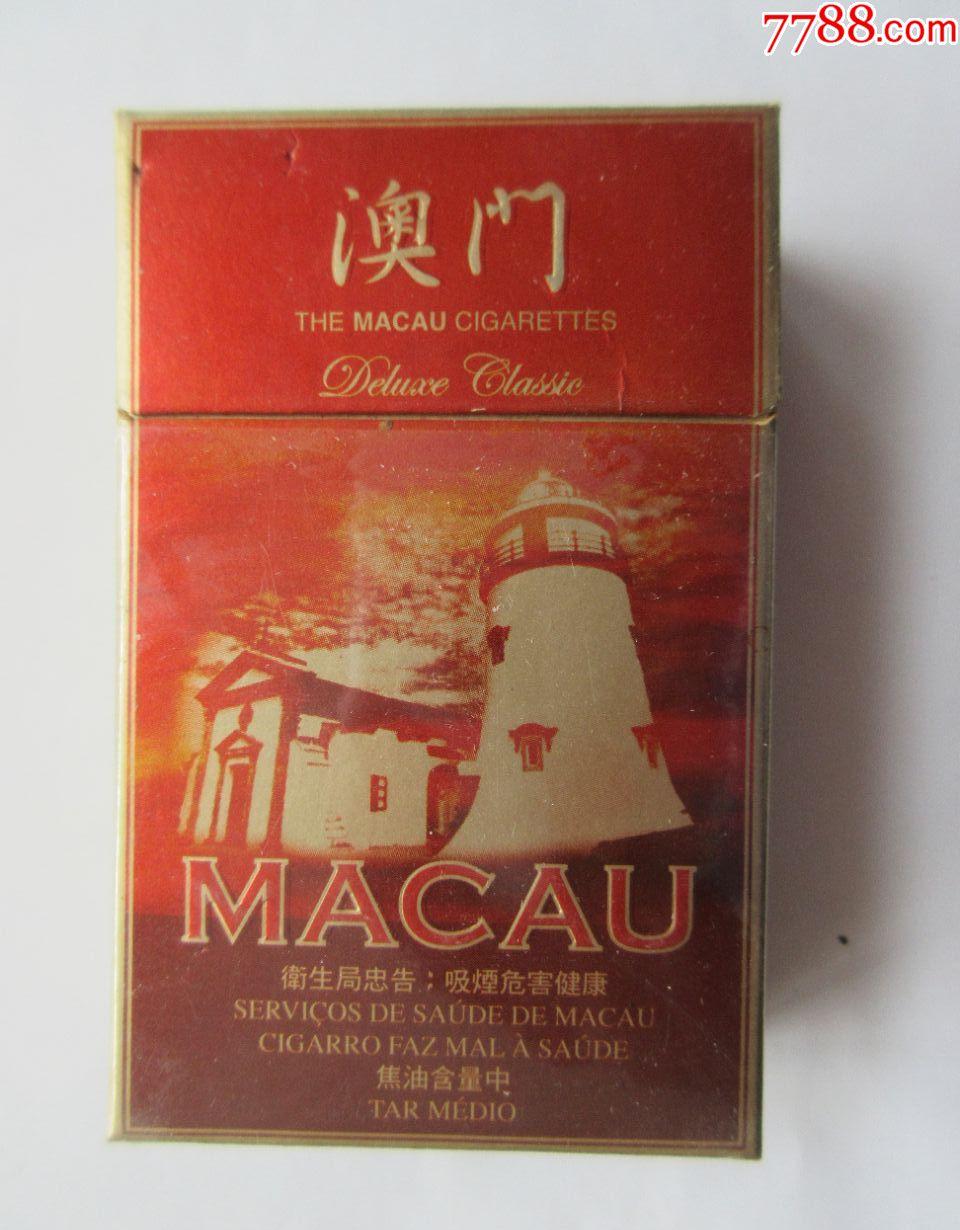 7788.com
澳門
THE MACAU CIGARETTES
Deluxe Classic
MACAU
衛生局忠告：吸煙危害健康
SERVIÇOS DE SAÚDE DE MACAU
CIGARRO FAZ MAL À SAÚDE
焦油含量中
TAR MÉDIO